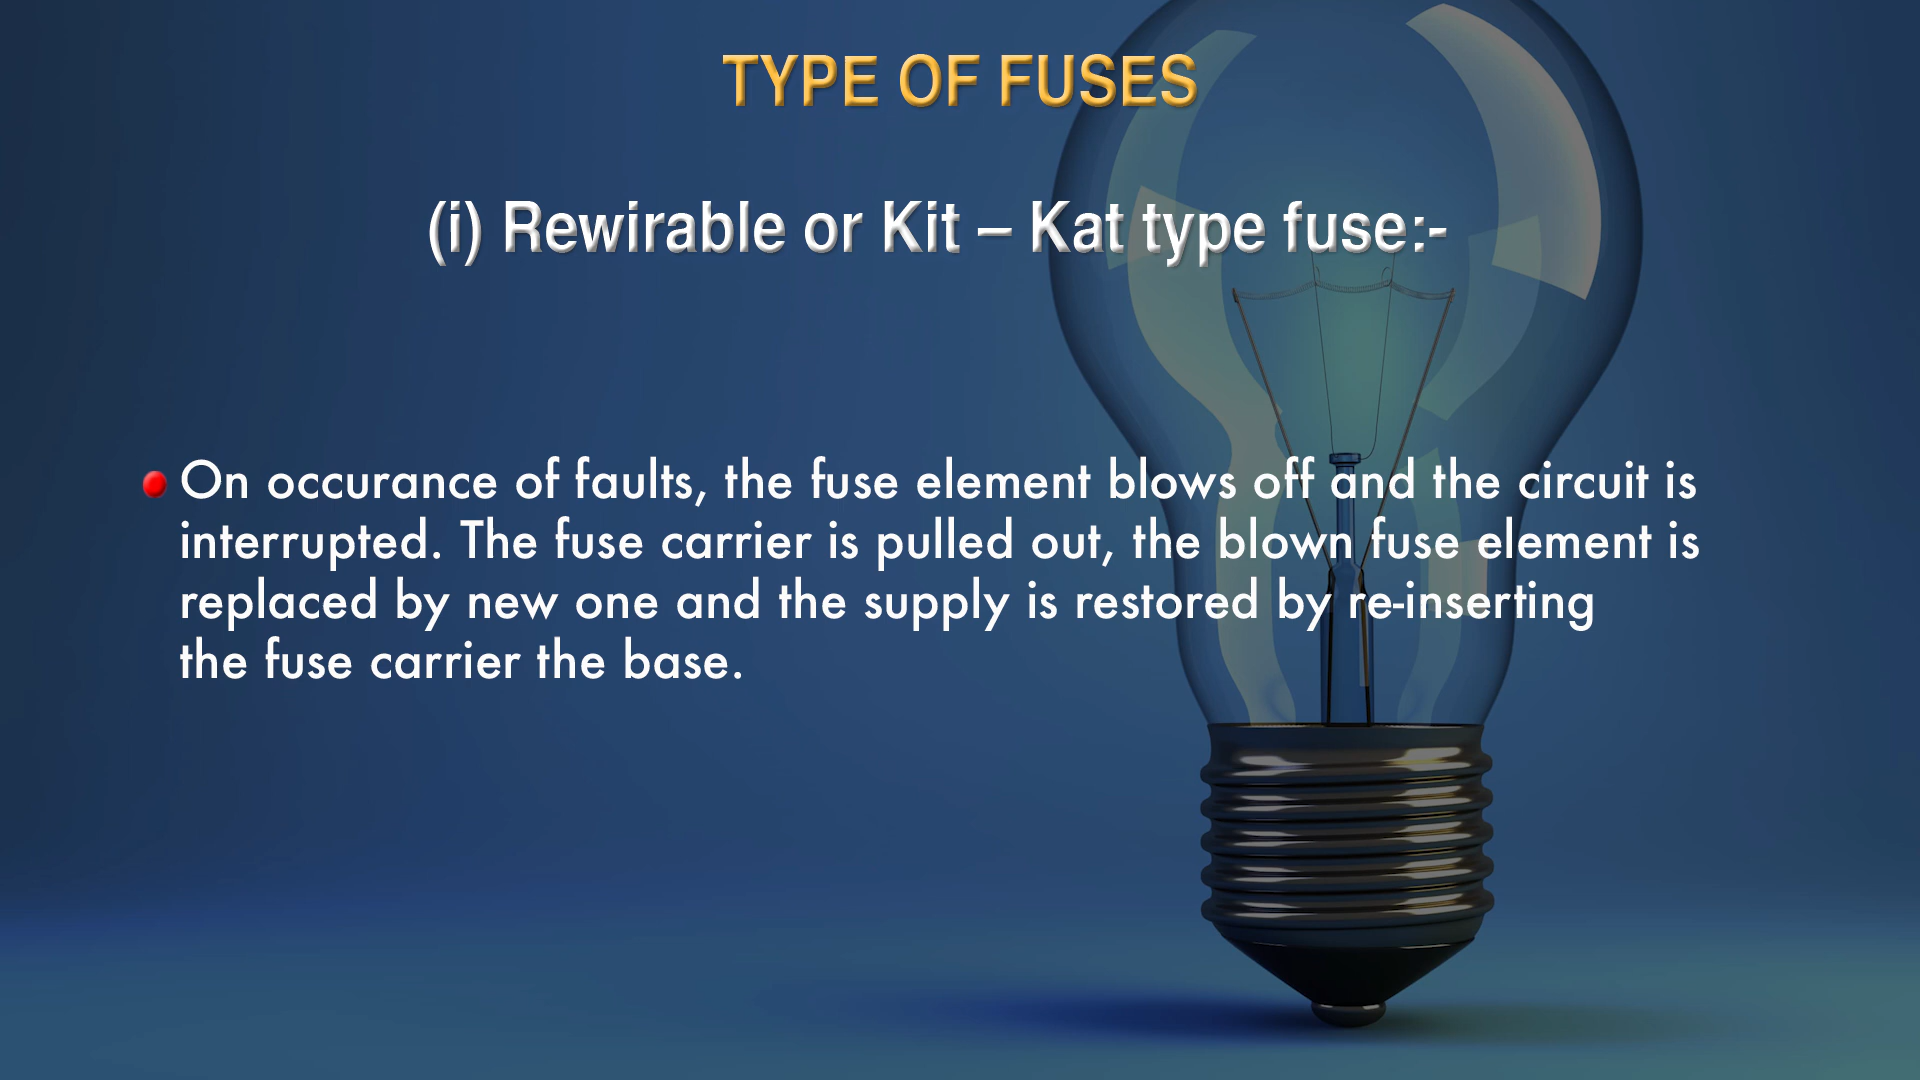 TYPE OF FUSES
(i) Rewirable or Kit – Kat type fuse:-
On occurance of faults, the fuse element blows off and the circuit is
interrupted. The fuse carrier is pulled out, the blown fuse element is
replaced by new one and the supply is restored by re-inserting
the fuse carrier the base.